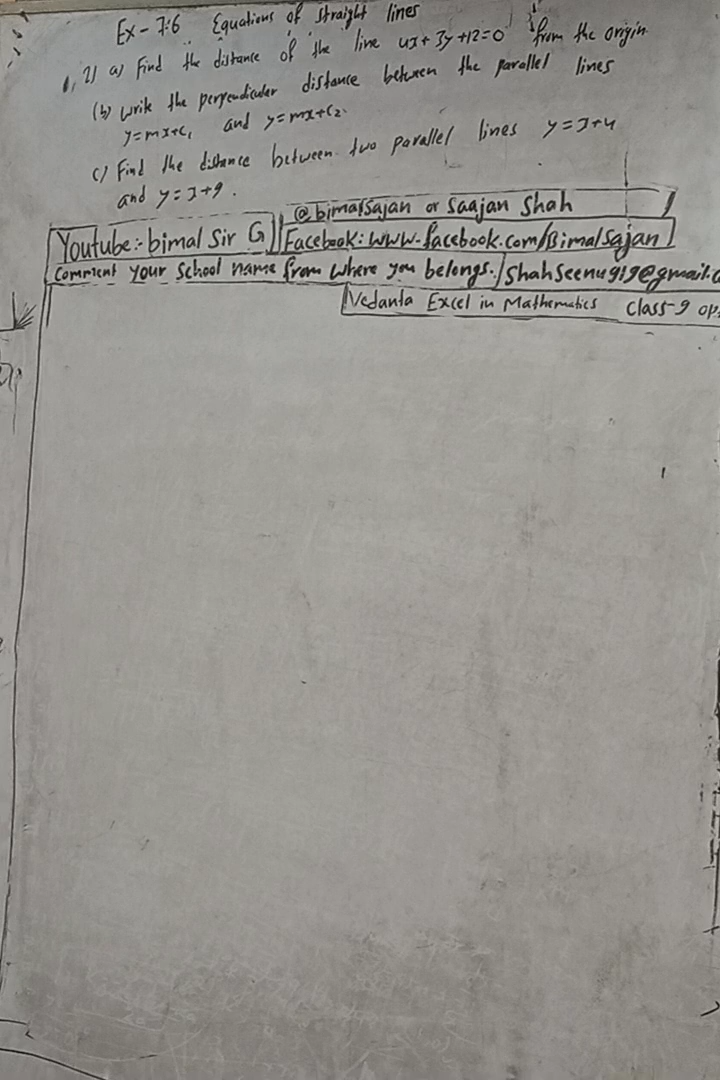 Ex - 7.6 Equations of straight lines
2) a) Find the distance of the line 4x + 3y +12=0 from the origin
(b) write the perpendicular distance between the parallel lines
y=mx+c₁ and y=mx+c₂.
c) Find the distance between two parallel lines y=x+4
and y=x+9.
@bimalsajan or Saajan Shah
Youtube:- bimal Sir G
Facebook: www.facebook.com/Bimalsajan
Comment your School name from where you belongs.
Shahseenu919@gmail.c
Vedanta Excel in Mathematics Class-9 op.